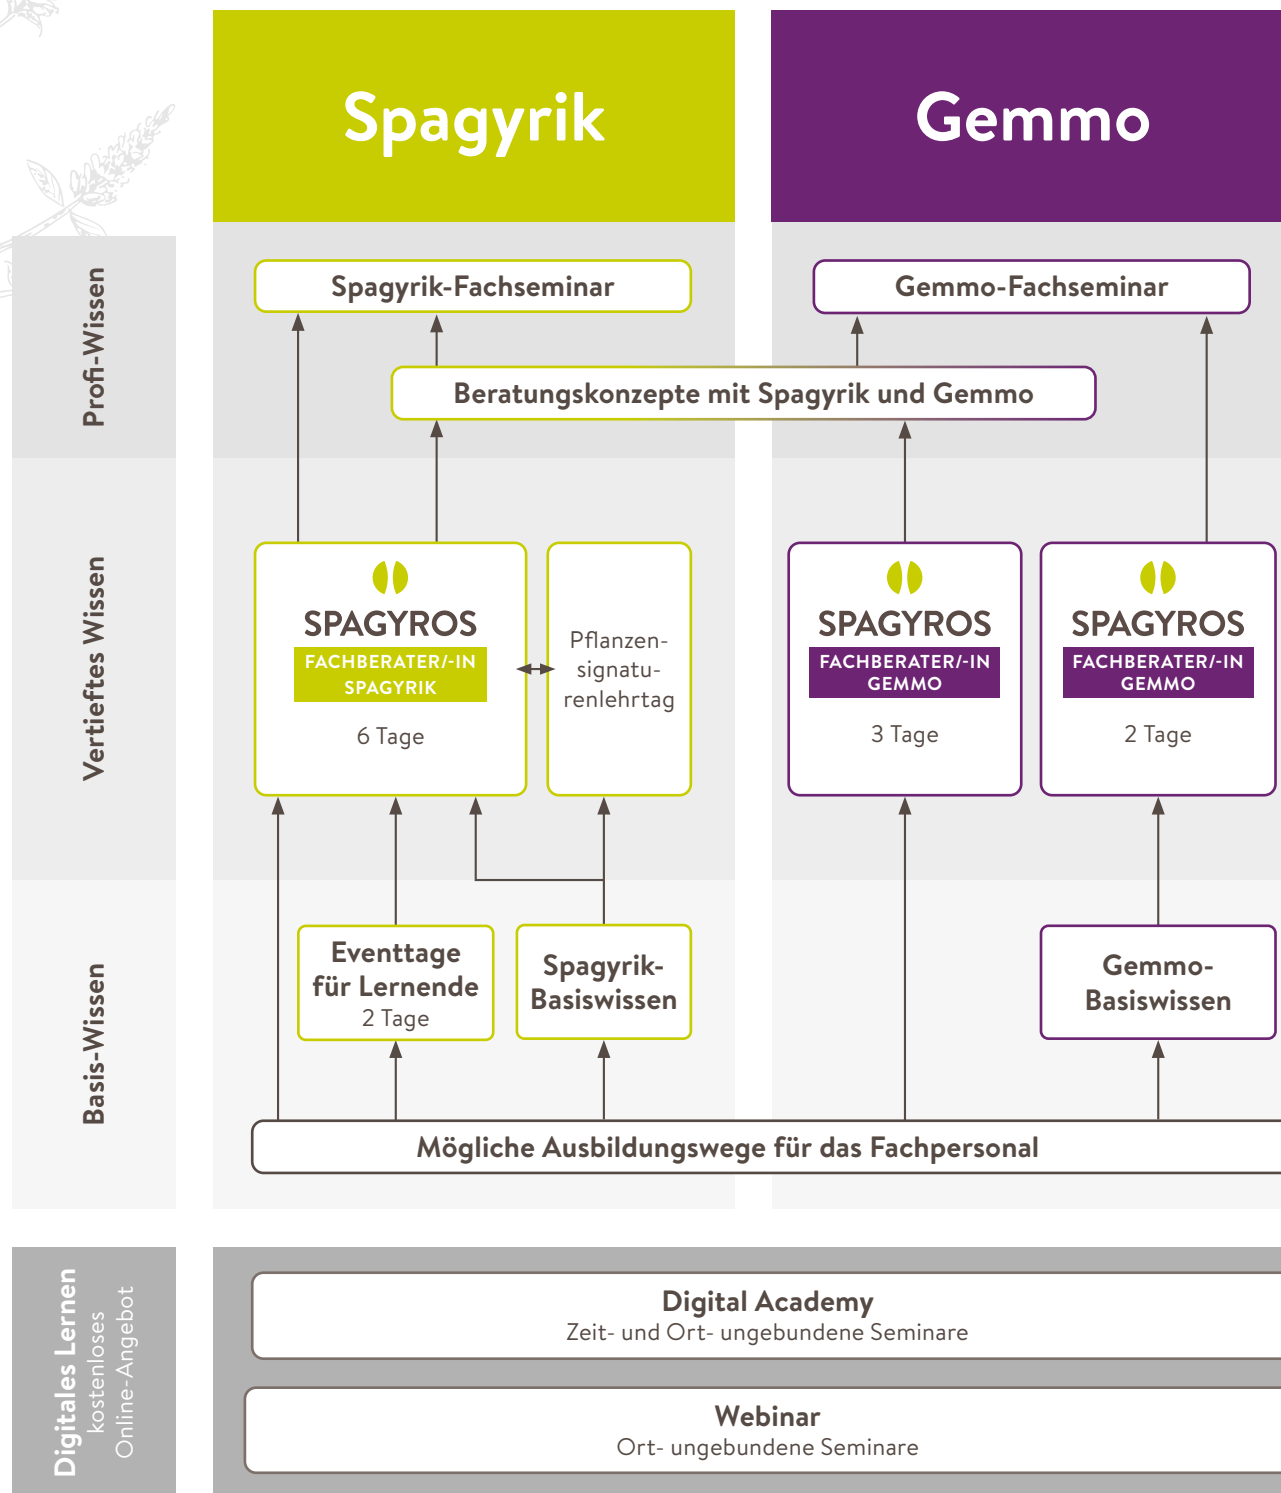 Spagyrik
Gemmo
Profi-Wissen
Spagyrik-Fachseminar
Gemmo-Fachseminar
Beratungskonzepte mit Spagyrik und Gemmo
Vertieftes Wissen
SPAGYROS
FACHBERATER/-IN
SPAGYRIK
6 Tage
Pflanzen-
signatu-
renlehrtag
SPAGYROS
FACHBERATER/-IN
GEMMO
3 Tage
SPAGYROS
FACHBERATER/-IN
GEMMO
2 Tage
Basis-Wissen
Eventtage
für Lernende
2 Tage
Spagyrik-
Basiswissen
Gemmo-
Basiswissen
Mögliche Ausbildungswege für das Fachpersonal
Digitales Lernen
kostenloses
Online-Angebot
Digital Academy
Zeit- und Ort- ungebundene Seminare
Webinar
Ort- ungebundene Seminare